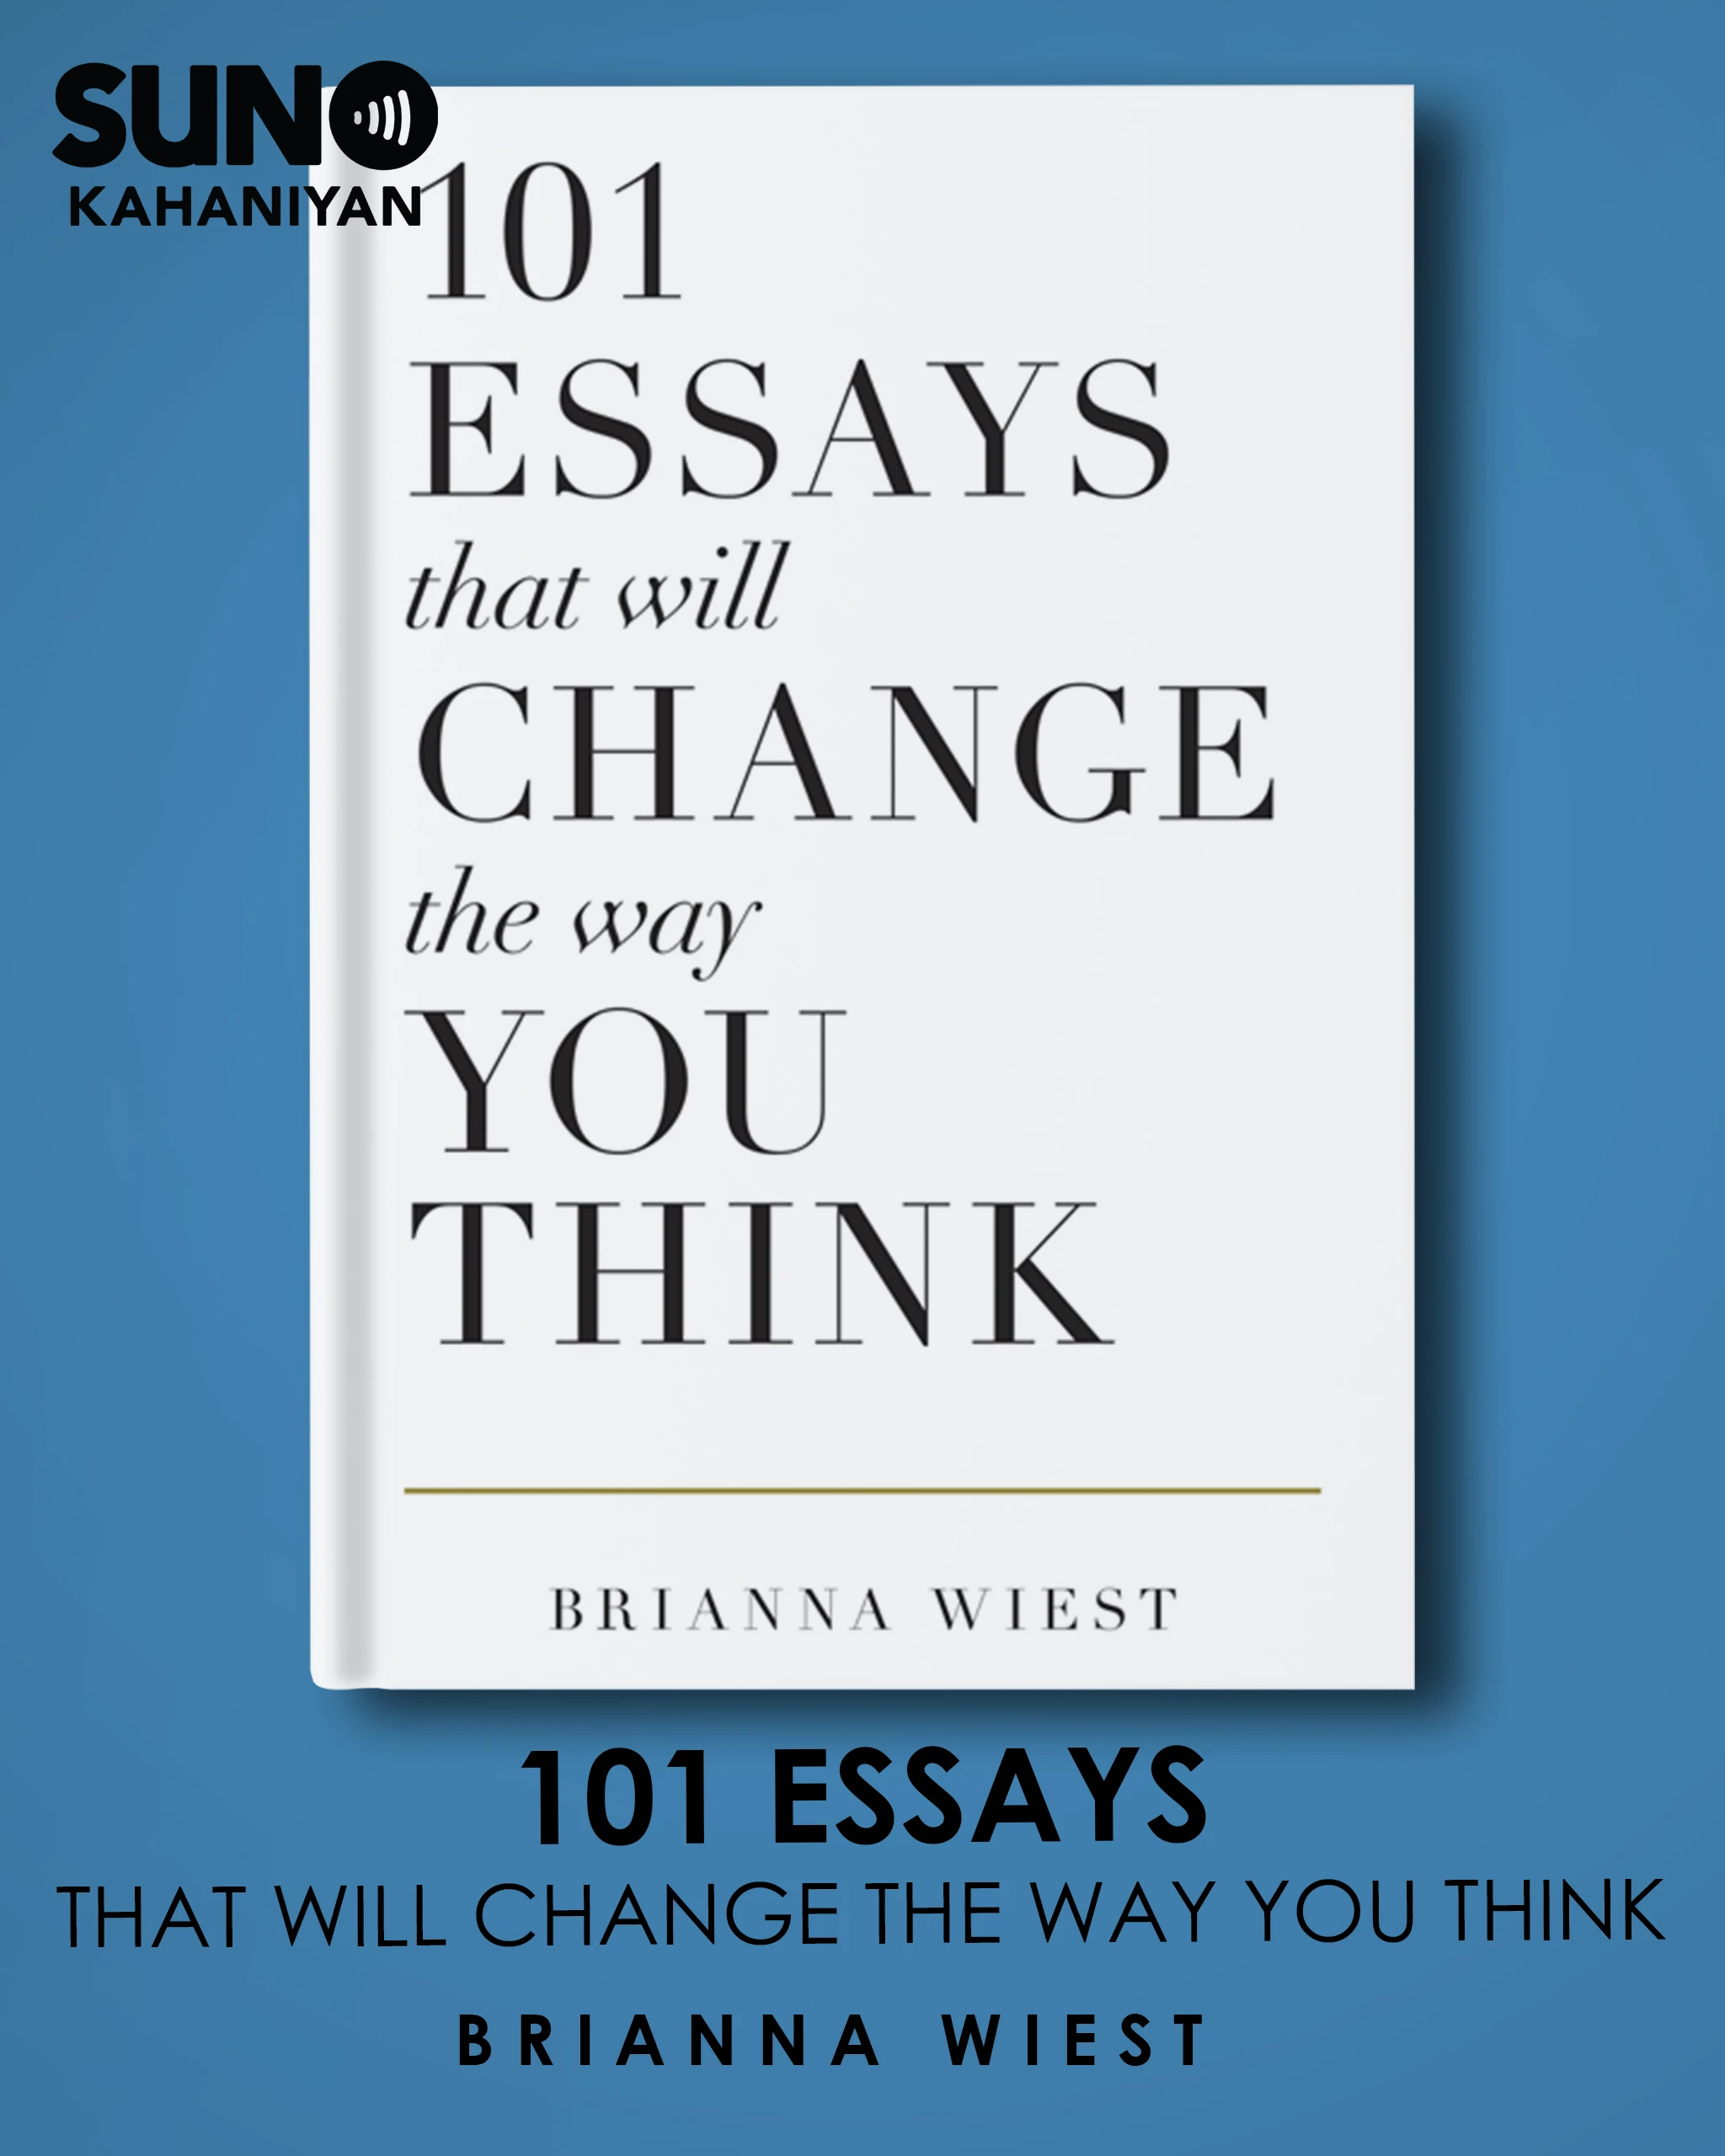 SUNO
KAHANIYAN
101
ESSAYS
that will
CHANGE
the way
YOU
THINK
BRIANNA WIEST
101 ESSAYS
THAT WILL CHANGE THE WAY YOU THINK
BRIANNA WIEST